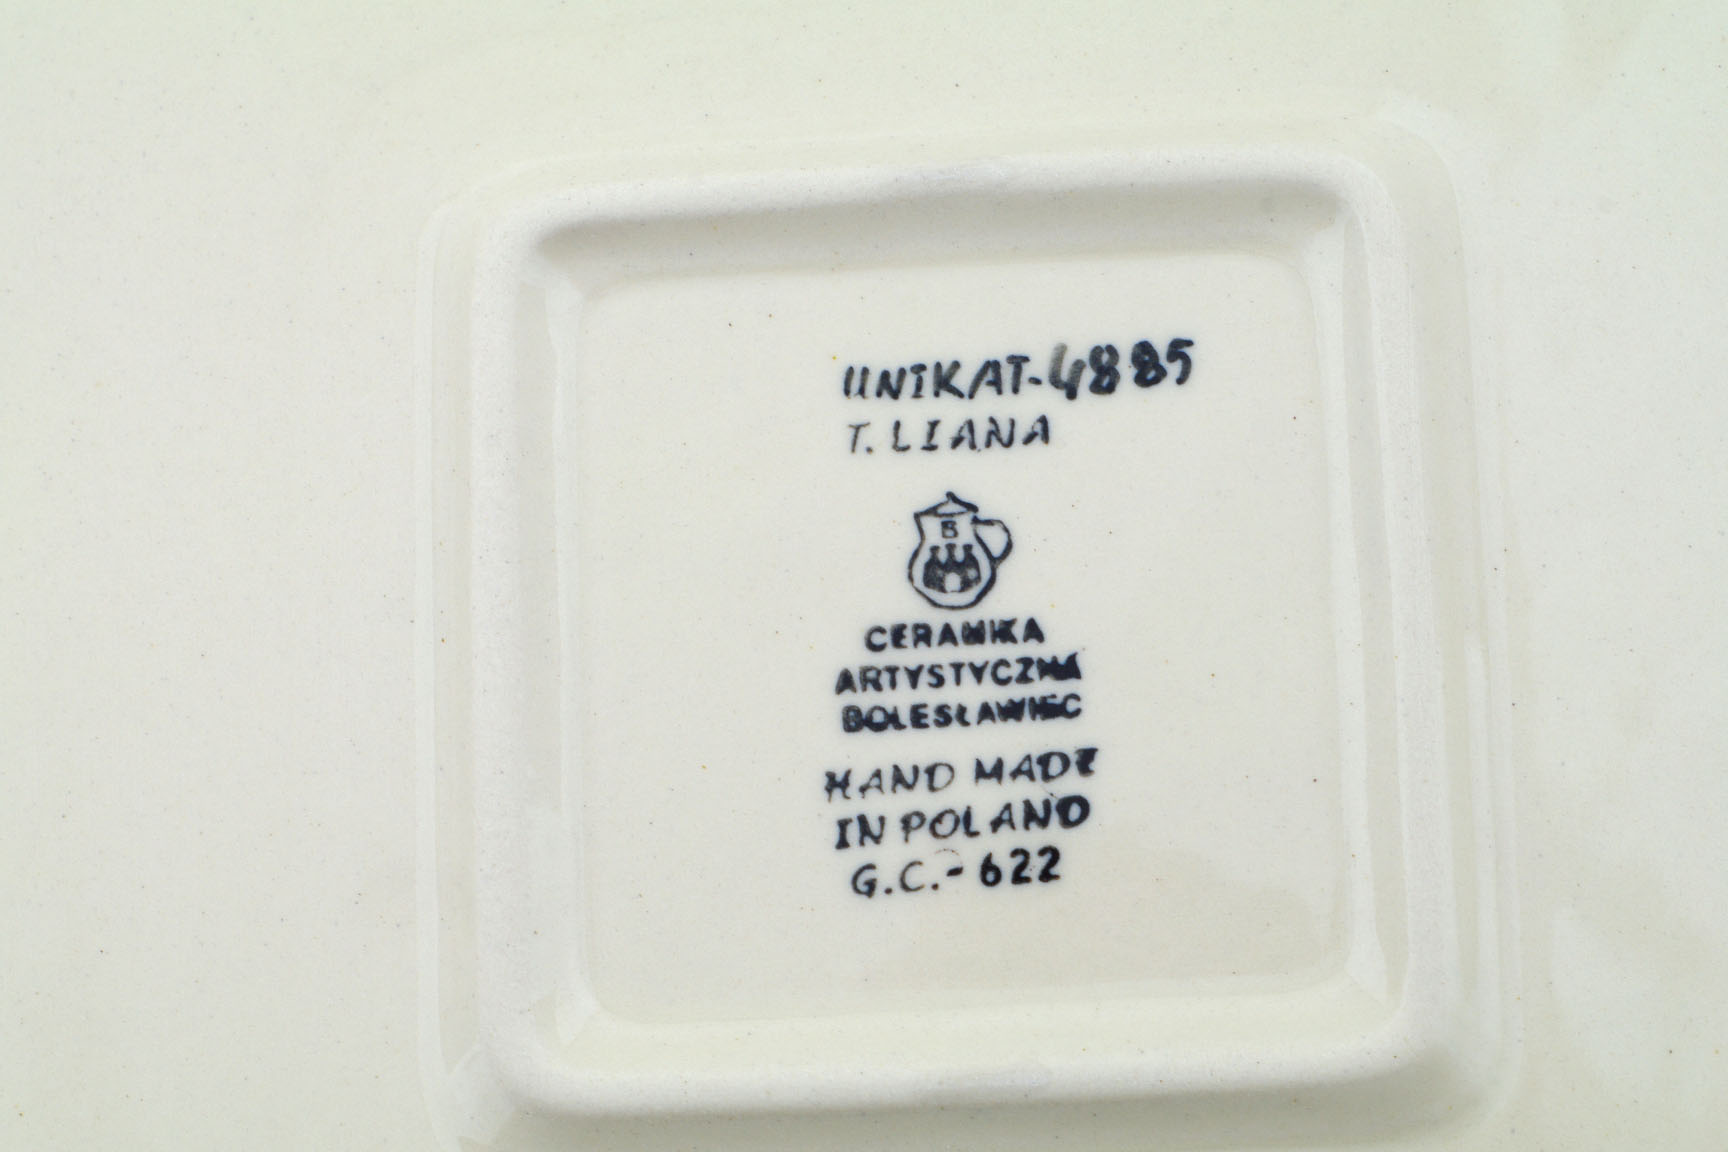 UNIKAT-4885
T. LIANA
B
CERAMIKA
ARTYSTYCZNA
BOLESŁAWIEC
HAND MADE
IN POLAND
G.C.- 622